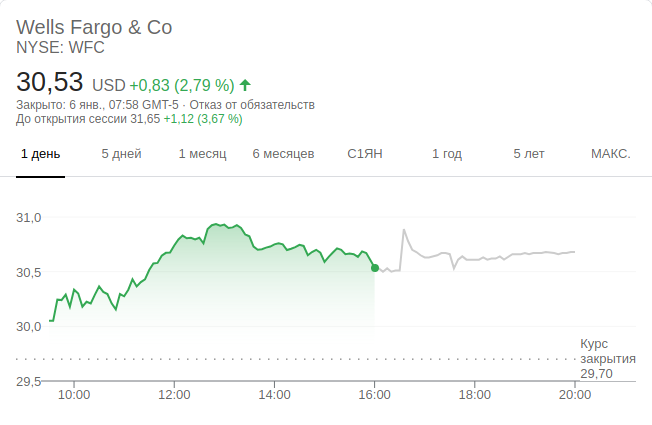 Wells Fargo & Co
NYSE: WFC
30,53 USD +0,83 (2,79 %)
Закрыто: 6 янв., 07:58 GMT-5 · Отказ от обязательств
До открытия сессии 31,65 +1,12 (3,67 %)
1 день 5 дней 1 месяц 6 месяцев С1ЯН 1 год 5 лет МАКС.
31,0
30,5
30,0
Курс
закрытия
29,70
29,5
10:00 12:00 14:00 16:00 18:00 20:00